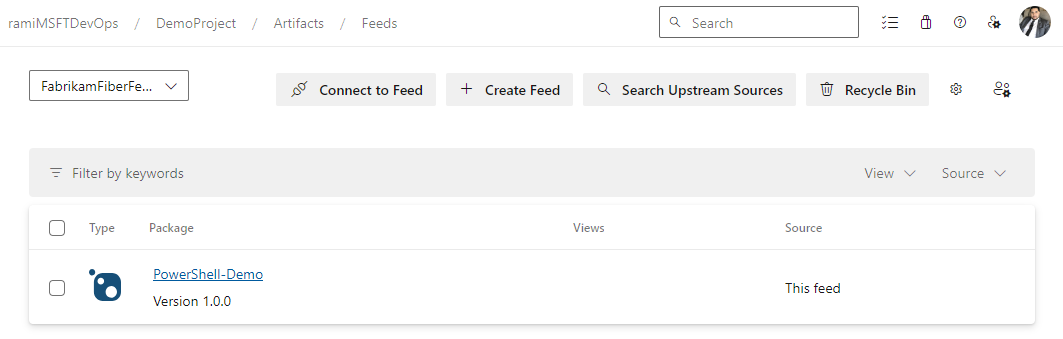 ramiMSFTDevOps / DemoProject / Artifacts / Feeds Search
FabrikamFiberFe... Connect to Feed Create Feed Search Upstream Sources Recycle Bin
Filter by keywords View Source
Type Package Views Source
PowerShell-Demo
Version 1.0.0 This feed